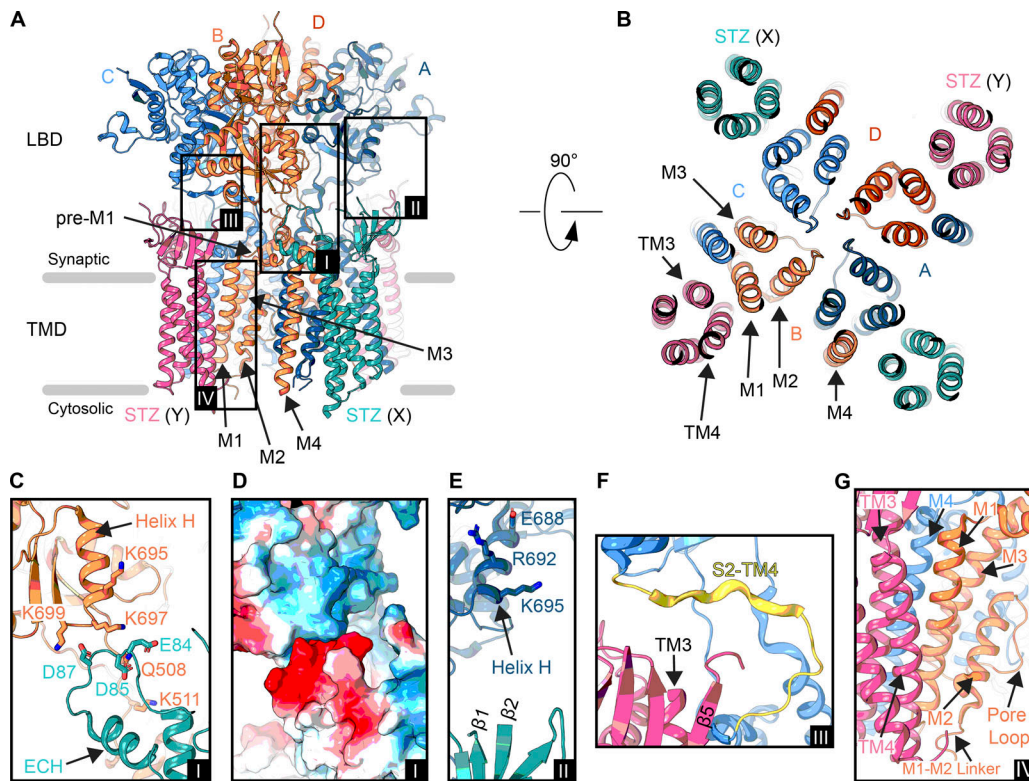 A
B
D
C
A
LBD
III
II
pre-M1
I
Synaptic
TMD
M3
Cytosolic
IV
STZ (Y)
STZ (X)
M1
M4
M2
90°
B
STZ (X)
STZ (Y)
D
M3
C
TM3
A
B
M1
M2
M4
TM4
C
Helix H
K695
K699
K697
E84
D87
Q508
D85
K511
ECH
I
D
I
E
E688
R692
K695
Helix H
β1
β2
II
F
S2-TM4
TM3
β5
III
G
TM3
M4
M1
M3
M2
Pore
Loop
TM4
M1-M2 Linker
IV